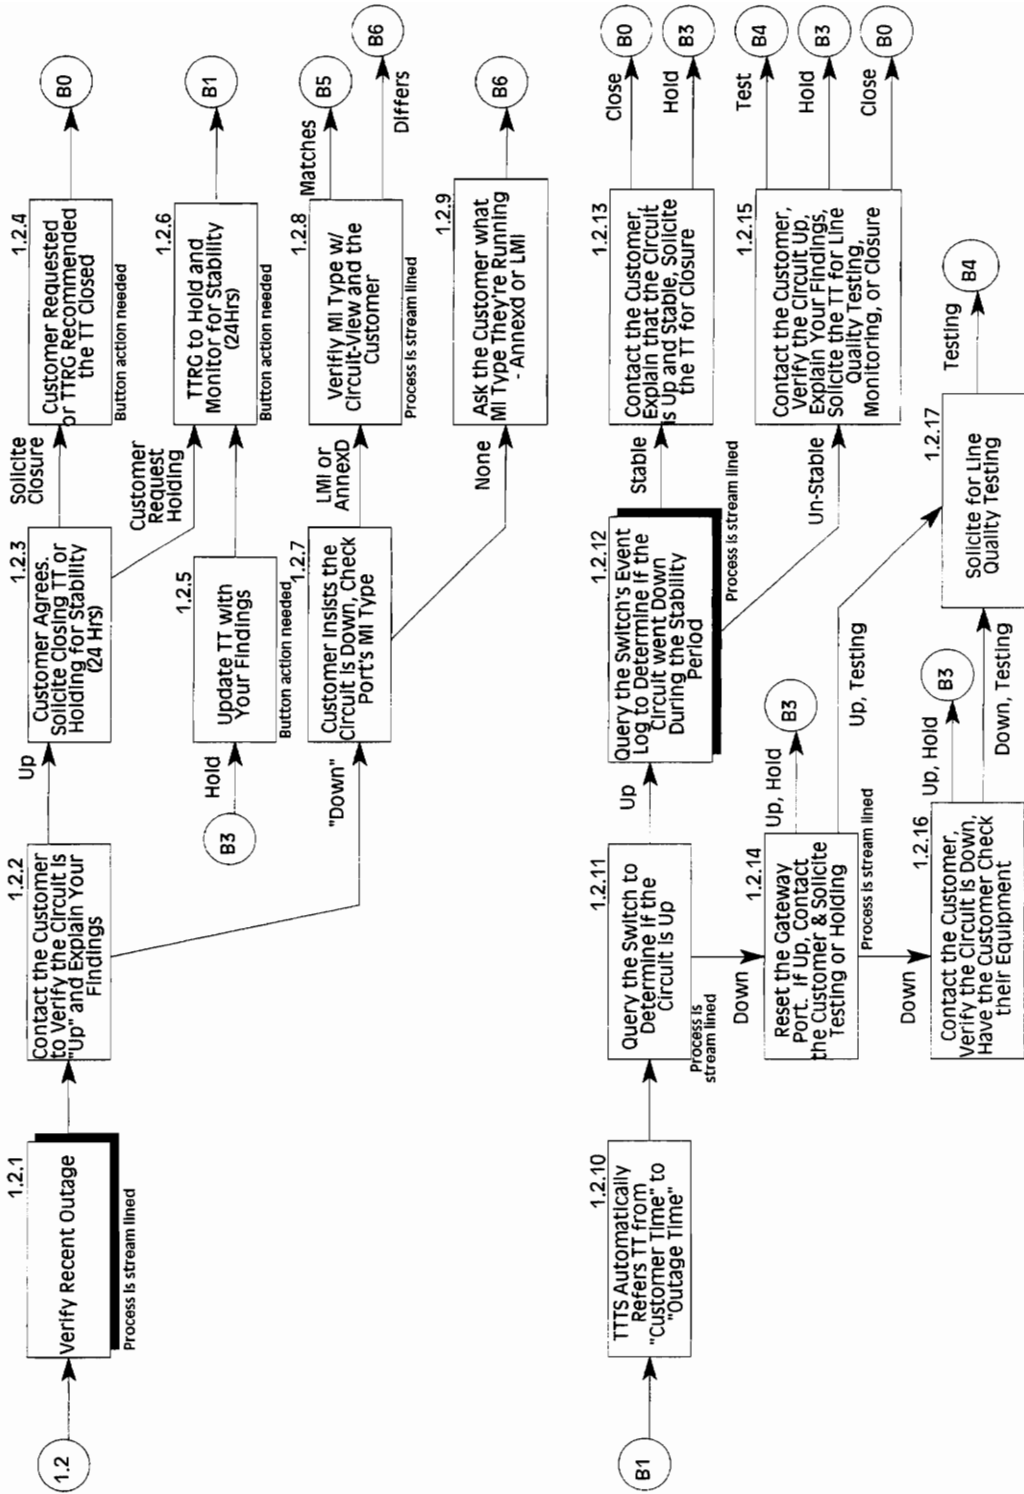 1.2
1.2.1
Verify Recent Outage
Process is stream lined
1.2.2
Contact the Customer
to Verify the Circuit is
"Up" and Explain Your
Findings
Up
"Down"
1.2.3
Customer Agrees.
Solicite Closing TT or
Holding for Stability
(24 Hrs)
Solicite
Closure
Customer
Request
Holding
1.2.4
Customer Requested
or TTRG Recommended
the TT Closed
Button action needed
B0
B3
Hold
1.2.5
Update TT with
Your Findings
Button action needed
1.2.6
TTRG to Hold and
Monitor for Stability
(24Hrs)
Button action needed
B1
1.2.7
Customer Insists the
Circuit is Down, Check
Port's MI Type
LMI or
AnnexD
None
1.2.8
Verifiy MI Type w/
Circuit-View and the
Customer
Process is stream lined
Matches
B5
Differs
B6
1.2.9
Ask the Customer what
MI Type They're Running
- Annexd or LMI
B6
B1
1.2.10
TTTS Automatically
Refers TT from
"Customer Time" to
"Outage Time"
1.2.11
Query the Switch to
Determine if the
Circuit is Up
Process is
stream lined
Up
Down
1.2.12
Query the Switch's Event
Log to Determine if the
Circuit went Down
During the Stability
Period
Process is stream lined
Stable
Un-Stable
1.2.13
Contact the Customer,
Explain that the Circuit
is Up and Stable, Solicite
the TT for Closure
Close
B0
Hold
B3
1.2.14
Reset the Gateway
Port. If Up, Contact
the Customer & Solicite
Testing or Holding
Process is stream lined
Up, Hold
B3
Up, Testing
Down
1.2.15
Contact the Customer,
Verify the Circuit Up,
Explain Your Findings,
Solicite the TT for Line
Quality Testing,
Monitoring, or Closure
Test
B4
Hold
B3
Close
B0
1.2.16
Contact the Customer,
Verify the Circuit is Down,
Have the Customer Check
their Equipment
Up, Hold
B3
Down, Testing
1.2.17
Solicite for Line
Quality Testing
Testing
B4